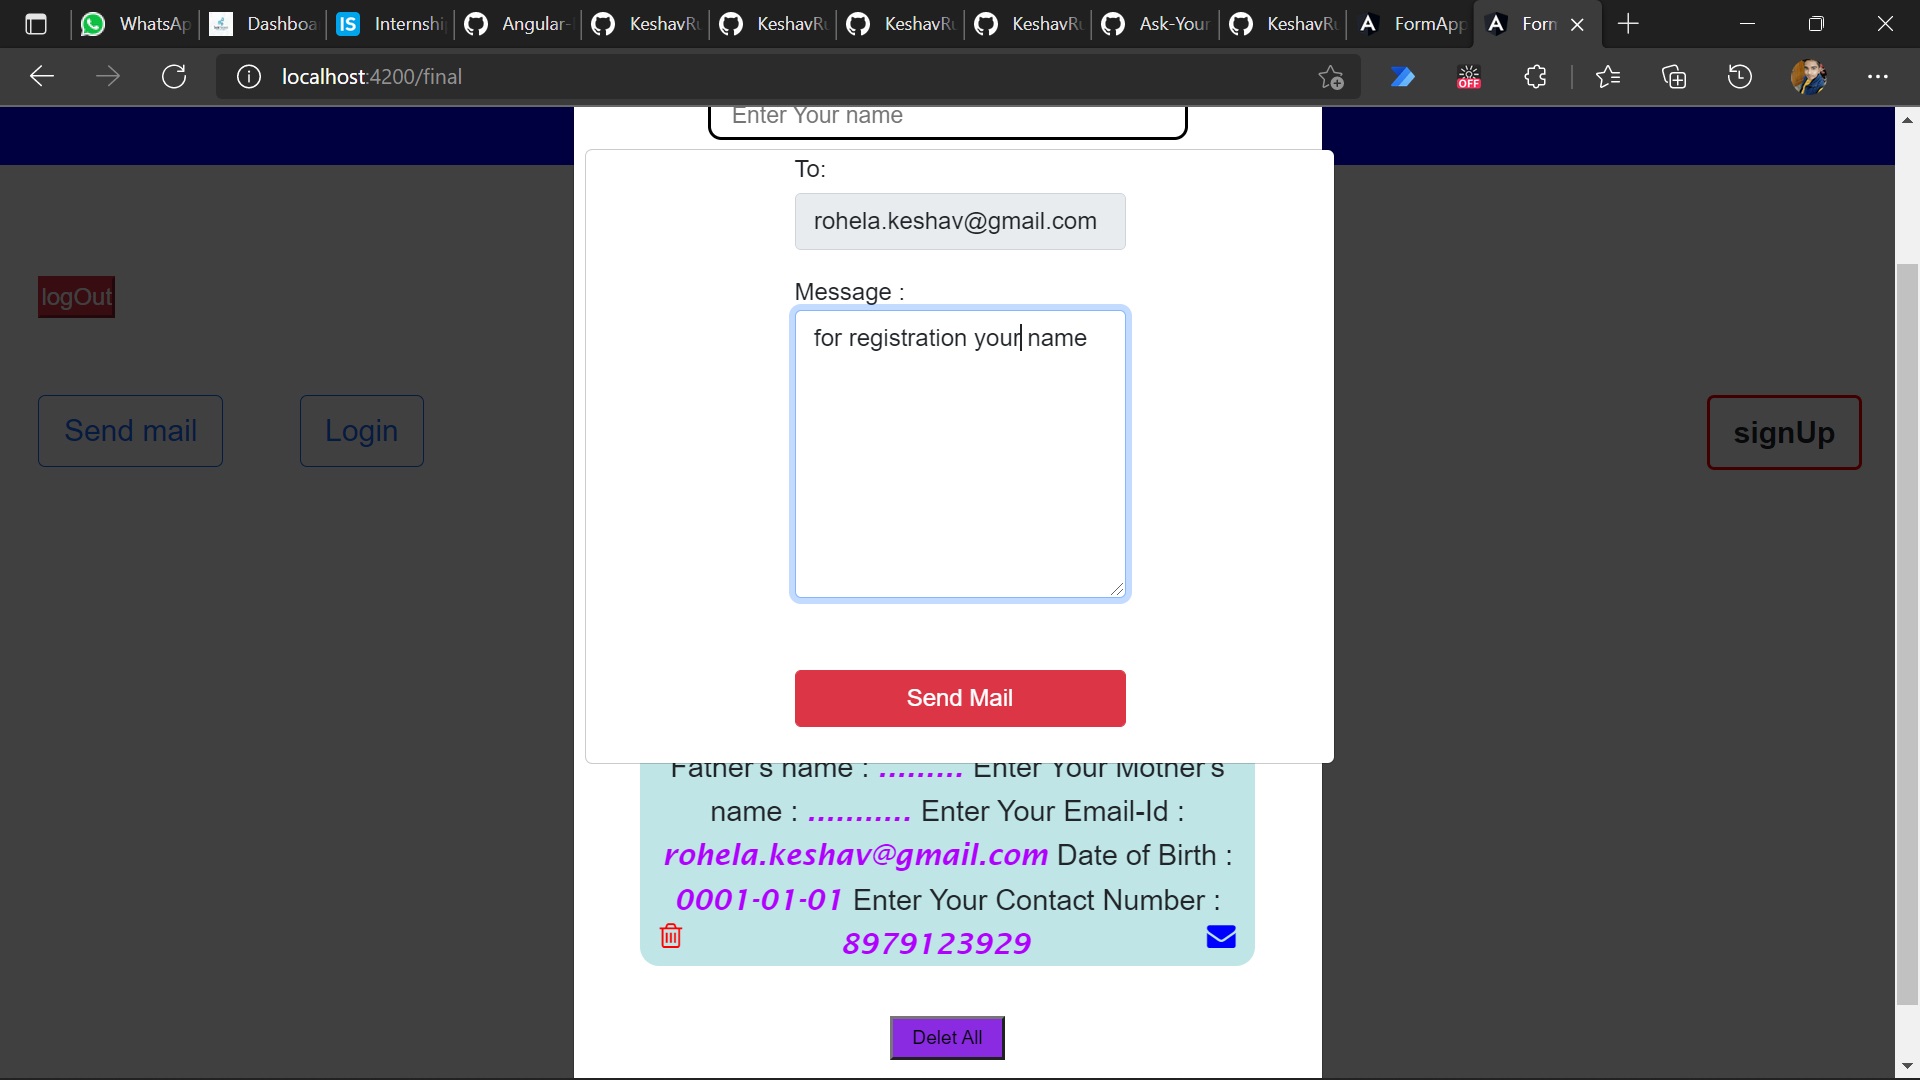 WhatsAp
Dashboa
Internshi
Angular-
KeshavRu
KeshavRu
KeshavRu
KeshavRu
Ask-Your
KeshavRu
FormApp
Form
localhost:4200/final
OFF
Enter Your name
To:
rohela.keshav@gmail.com
logOut
Message :
for registration your name
Send mail
Login
signUp
Send Mail
Father's name : ......... Enter Your Mother's
name : ........... Enter Your Email-Id :
rohela.keshav@gmail.com Date of Birth :
0001-01-01 Enter Your Contact Number :
8979123929
Delet All